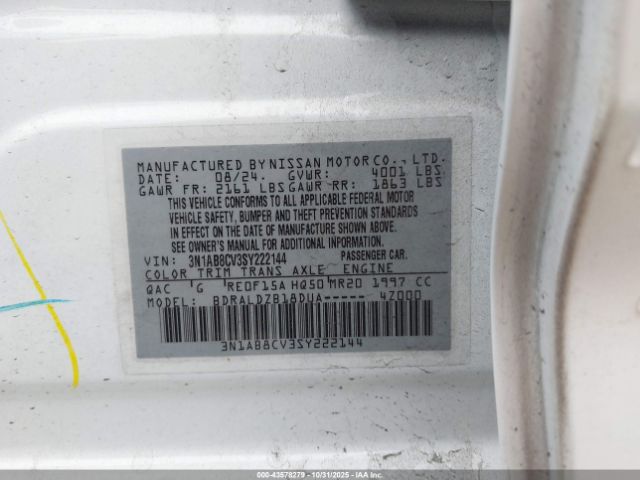 MANUFACTURED BY NISSAN MOTOR CO., LTD.
DATE: 08/24. GVWR: 4001 LBS
GAWR FR: 2161 LBS GAWR RR: 1863 LBS
THIS VEHICLE CONFORMS TO ALL APPLICABLE FEDERAL MOTOR
VEHICLE SAFETY, BUMPER AND THEFT PREVENTION STANDARDS
IN EFFECT ON THE DATE OF MANUFACTURE SHOWN ABOVE.
SEE OWNER'S MANUAL FOR ADDITIONAL INFORMATION.
VIN: 3N1AB8CV3SY222144 PASSENGER CAR.
COLOR TRIM TRANS AXLE ENGINE
QAC G RE0F15A HQ50 MR20 1997 CC
MODEL: BDRALDZB18DUA----- 47000
3N1AB8CV3SY222144
000-43578279 - 10/31/2025 - IAAI.COM